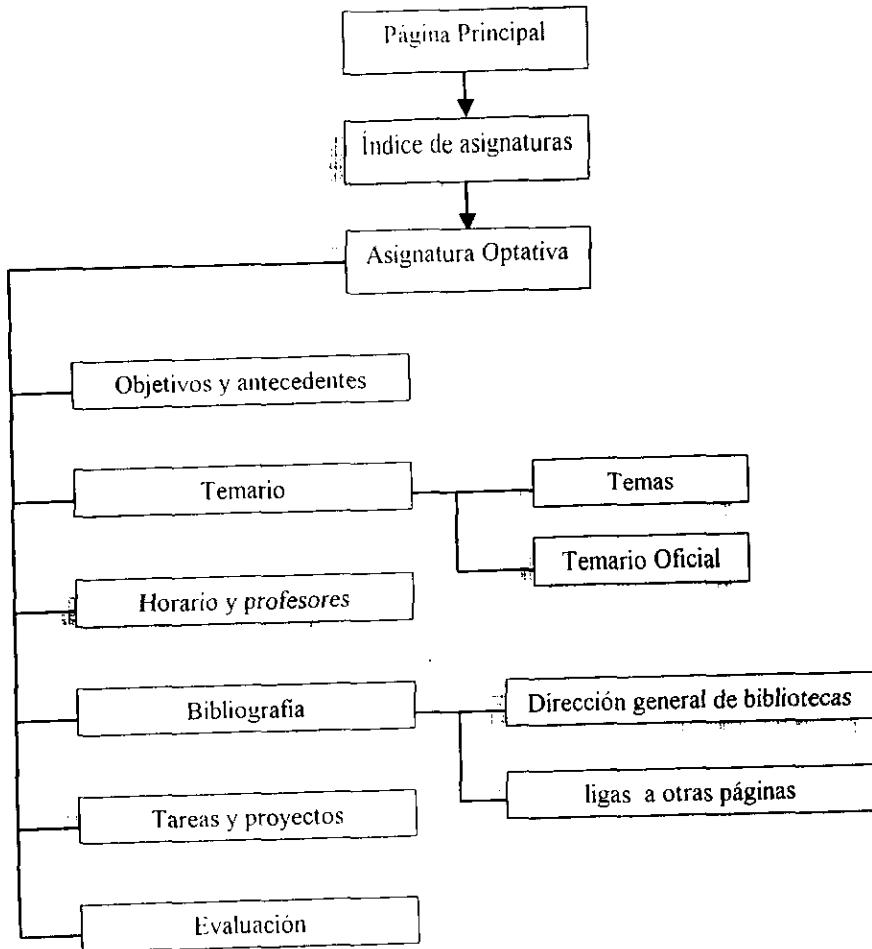 Página Principal
Índice de asignaturas
Asignatura Optativa
Objetivos y antecedentes
Temario
Temas
Temario Oficial
Horario y profesores
Bibliografía
Dirección general de bibliotecas
ligas a otras páginas
Tareas y proyectos
Evaluación